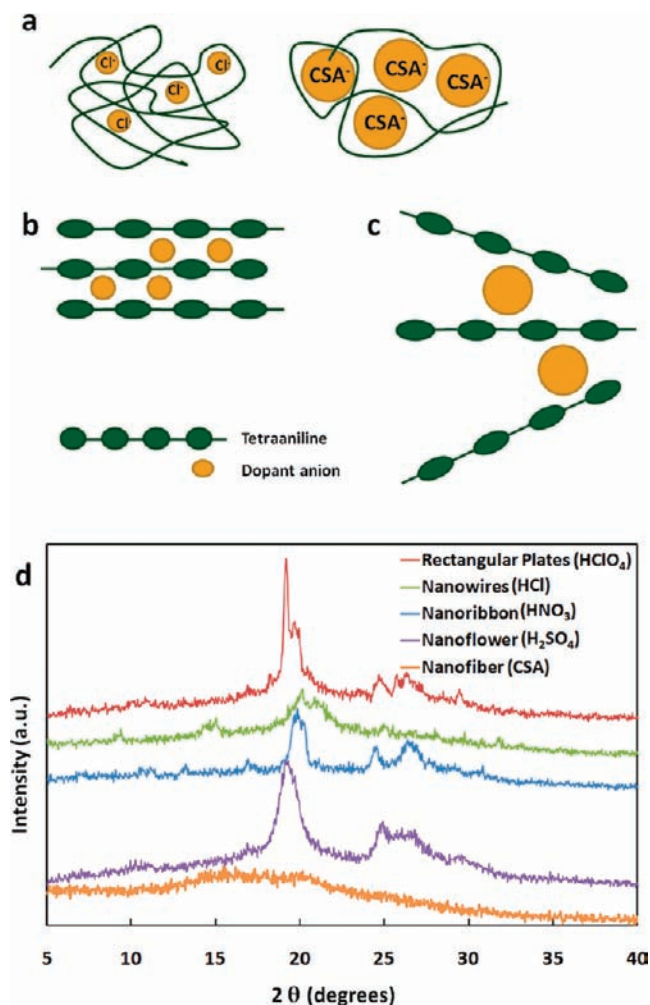 a
Cl-
Cl-
Cl-
Cl-
CSA-
CSA-
CSA-
CSA-
b
c
Tetraaniline
Dopant anion
d
Rectangular Plates (HClO4)
Nanowires (HCl)
Nanoribbon (HNO3)
Nanoflower (H2SO4)
Nanofiber (CSA)
Intensity (a.u.)
5 10 15 20 25 30 35 40
2 θ (degrees)